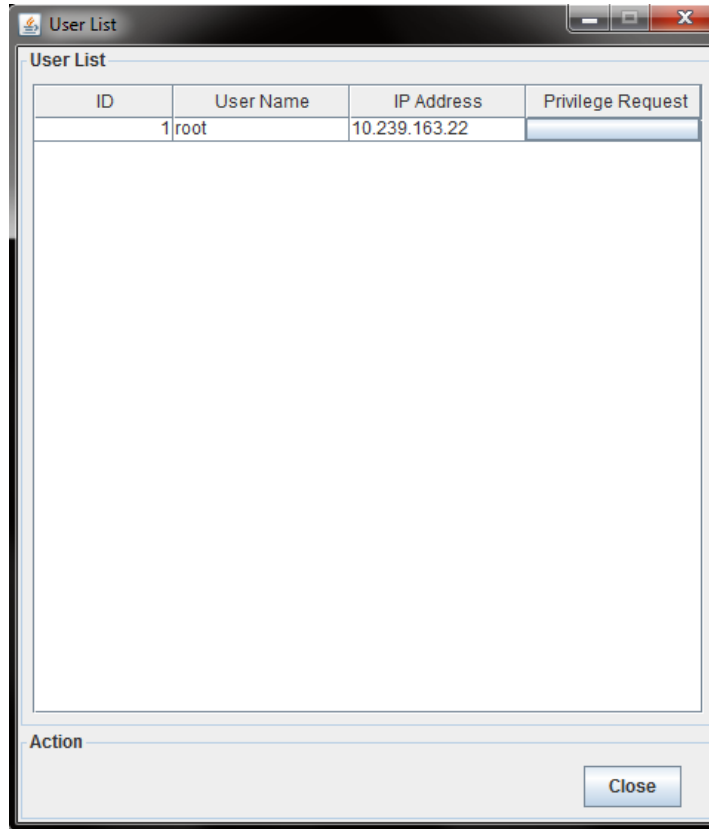 User List
User List
ID User Name IP Address Privilege Request
1 root 10.239.163.22
Action
Close